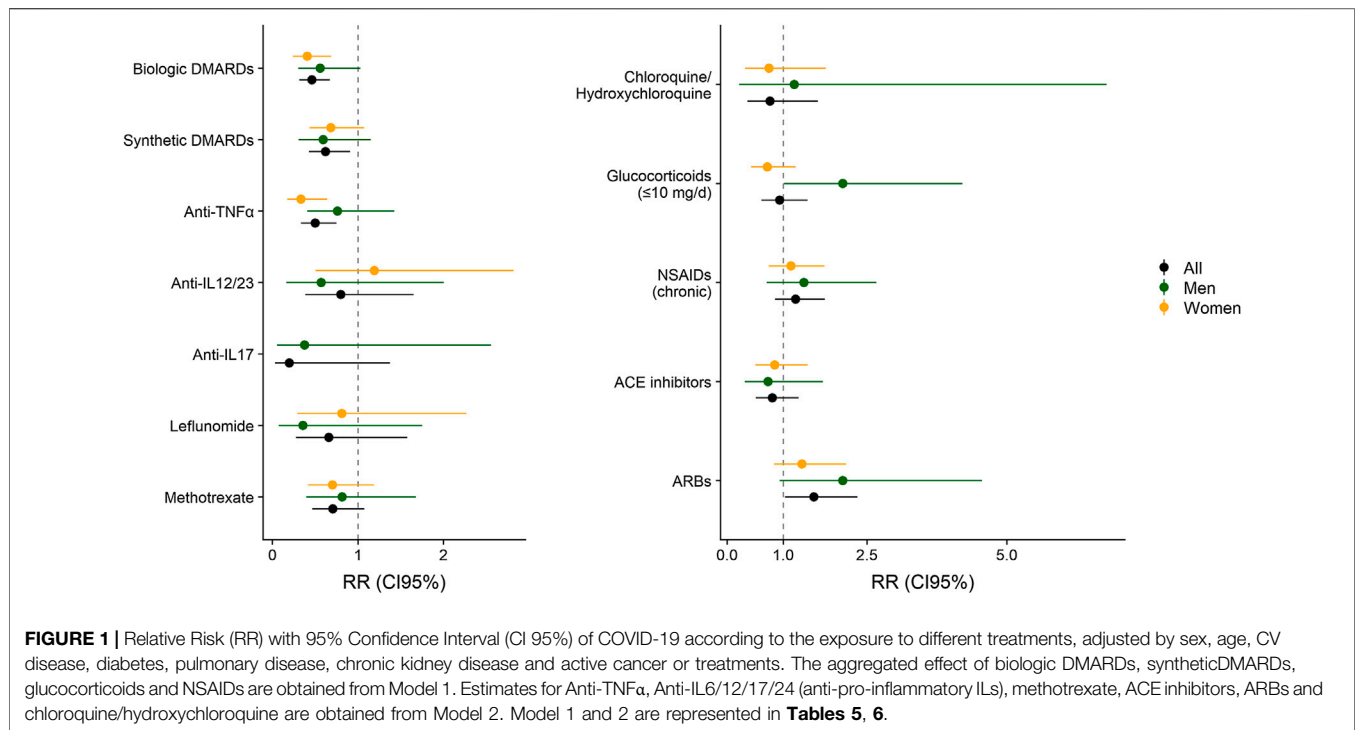 Biologic DMARDs
Synthetic DMARDs
Anti-TNFα
Anti-IL12/23
Anti-IL17
Leflunomide
Methotrexate
0 1 2
RR (CI95%)
Chloroquine/
Hydroxychloroquine
Glucocorticoids
(≤10 mg/d)
NSAIDs
(chronic)
ACE inhibitors
ARBs
0.0 1.0 2.5 5.0
RR (CI95%)
All
Men
Women
FIGURE 1 | Relative Risk (RR) with 95% Confidence Interval (CI 95%) of COVID-19 according to the exposure to different treatments, adjusted by sex, age, CV
disease, diabetes, pulmonary disease, chronic kidney disease and active cancer or treatments. The aggregated effect of biologic DMARDs, syntheticDMARDs,
glucocorticoids and NSAIDs are obtained from Model 1. Estimates for Anti-TNFα, Anti-IL6/12/17/24 (anti-pro-inflammatory ILs), methotrexate, ACE inhibitors, ARBs and
chloroquine/hydroxychloroquine are obtained from Model 2. Model 1 and 2 are represented in Tables 5, 6.